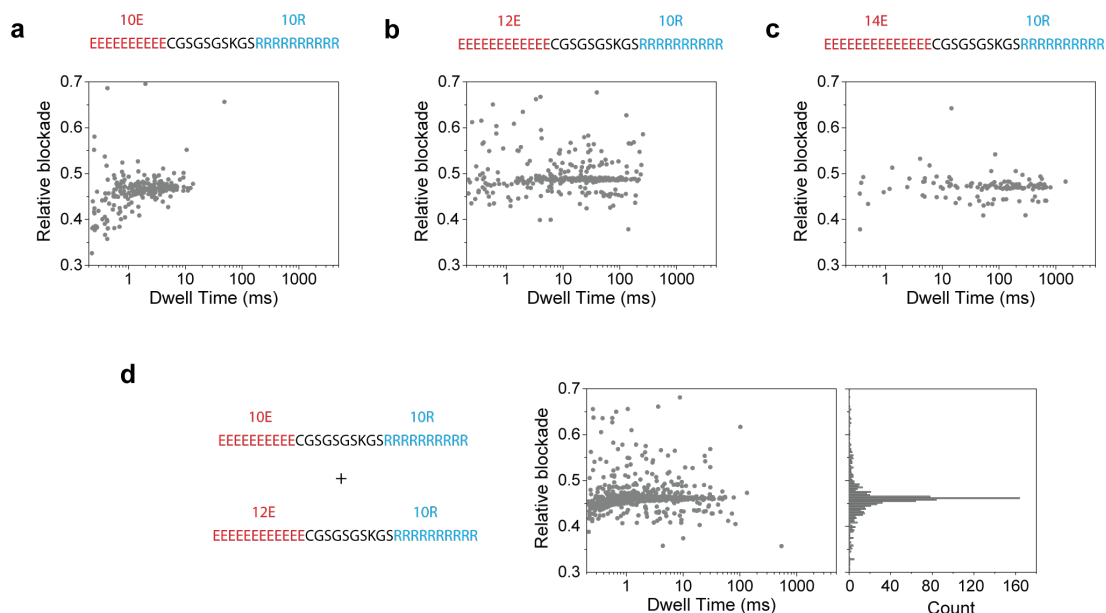 a
10E 10R
EEEEEEEEEECGSGSGSKGSRRRRRRRRRR
0.7
0.6
0.5
0.4
0.3
Relative blockade
1 10 100 1000
Dwell Time (ms)
b
12E 10R
EEEEEEEEEEEECGSGSGSKGSRRRRRRRRRR
0.7
0.6
0.5
0.4
0.3
Relative blockade
1 10 100 1000
Dwell Time (ms)
c
14E 10R
EEEEEEEEEEEEEECGSGSGSKGSRRRRRRRRRR
0.7
0.6
0.5
0.4
0.3
Relative blockade
1 10 100 1000
Dwell Time (ms)
d
10E 10R
EEEEEEEEEECGSGSGSKGSRRRRRRRRRR
+
12E 10R
EEEEEEEEEEEECGSGSGSKGSRRRRRRRRRR
0.7
0.6
0.5
0.4
0.3
Relative blockade
1 10 100 1000
Dwell Time (ms)
0 40 80 120 160
Count